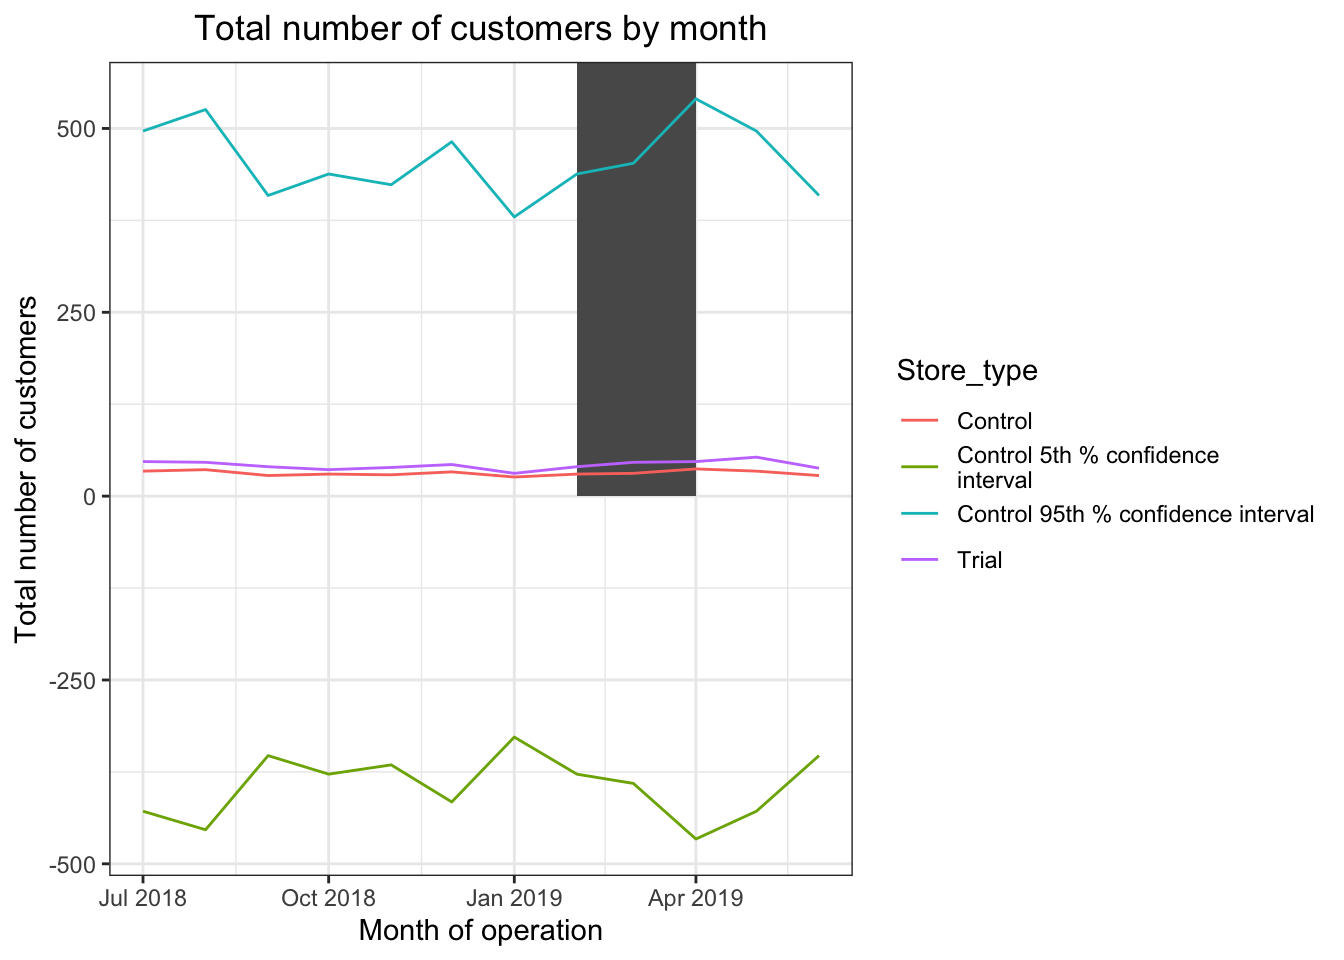 Total number of customers by month
Total number of customers
500
250
0
-250
-500
Jul 2018 Oct 2018 Jan 2019 Apr 2019
Month of operation
Store_type
Control
Control 5th % confidence
interval
Control 95th % confidence interval
Trial